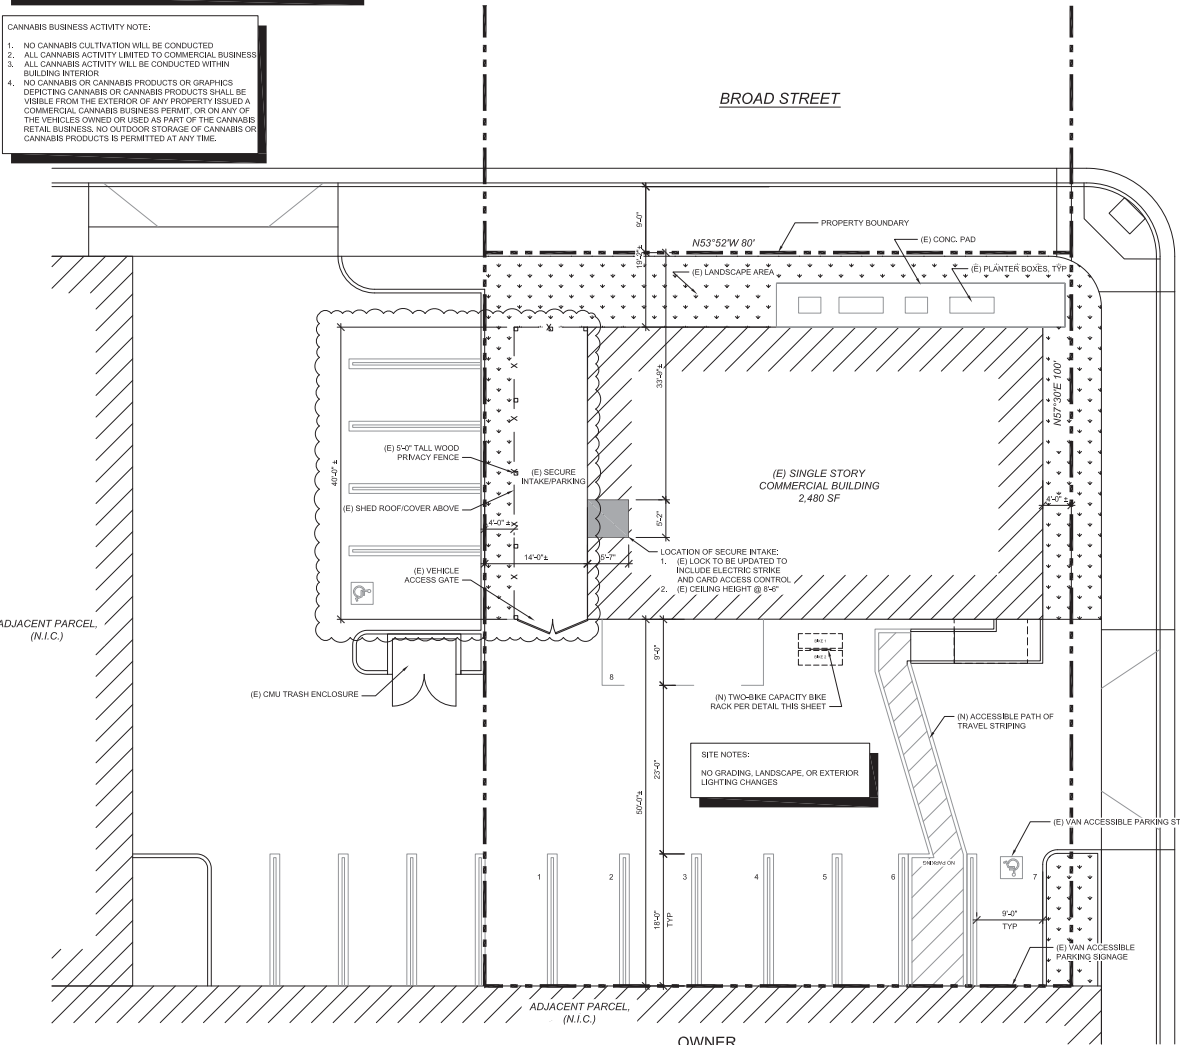 CANNABIS BUSINESS ACTIVITY NOTE:
1. NO CANNABIS CULTIVATION WILL BE CONDUCTED
2. ALL CANNABIS ACTIVITY LIMITED TO COMMERCIAL BUSINESS
3. ALL CANNABIS ACTIVITY WILL BE CONDUCTED WITHIN
BUILDING INTERIOR
4. NO CANNABIS OR CANNABIS PRODUCTS OR GRAPHICS
DEPICTING CANNABIS OR CANNABIS PRODUCTS SHALL BE
VISIBLE FROM THE EXTERIOR OF ANY PROPERTY ISSUED A
COMMERCIAL CANNABIS BUSINESS PERMIT, OR ON ANY OF
THE VEHICLES OWNED OR USED AS PART OF THE CANNABIS
RETAIL BUSINESS. NO OUTDOOR STORAGE OF CANNABIS OR
CANNABIS PRODUCTS IS PERMITTED AT ANY TIME.
BROAD STREET
9'-0"
PROPERTY BOUNDARY
N53°52'W 80'
(E) CONC. PAD
19'-2"±
(E) LANDSCAPE AREA
(E) PLANTER BOXES, TYP
X
33'-9"±
N57°30'E 100'
X
X
(E) 5'-0" TALL WOOD
PRIVACY FENCE
40'-0" ±
(E) SECURE
INTAKE/PARKING
(E) SINGLE STORY
COMMERCIAL BUILDING
2,480 SF
(E) SHED ROOF/COVER ABOVE
4'-0" ±
X
5'-2"
4'-0" ±
14'-0"±
5'-7"
LOCATION OF SECURE INTAKE:
1. (E) LOCK TO BE UPDATED TO
INCLUDE ELECTRIC STRIKE
AND CARD ACCESS CONTROL
2. (E) CEILING HEIGHT @ 8'-6"
(E) VEHICLE
ACCESS GATE
X
ADJACENT PARCEL,
(N.I.C.)
9'-0"
BIKE 1
BIKE 2
8
(E) CMU TRASH ENCLOSURE
(N) TWO-BIKE CAPACITY BIKE
RACK PER DETAIL THIS SHEET
(N) ACCESSIBLE PATH OF
TRAVEL STRIPING
SITE NOTES:
NO GRADING, LANDSCAPE, OR EXTERIOR
LIGHTING CHANGES
23'-0"
50'-0"±
(E) VAN ACCESSIBLE PARKING ST
NO PARKING
1
2
3
4
5
6
7
18'-0"
TYP
9'-0"
TYP
(E) VAN ACCESSIBLE
PARKING SIGNAGE
ADJACENT PARCEL,
(N.I.C.)
OWNER